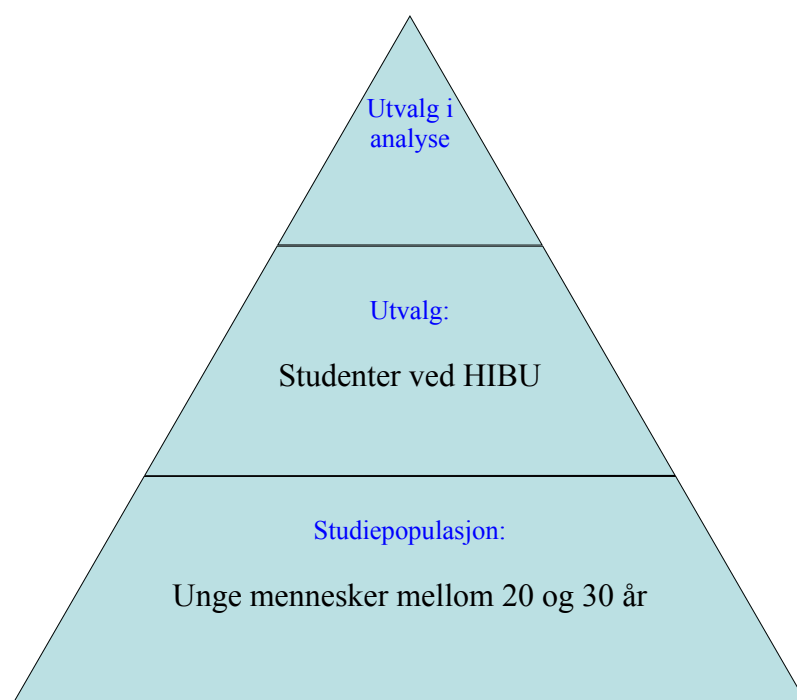 Utvalg i
analyse
Utvalg:
Studenter ved HIBU
Studiepopulasjon:
Unge mennesker mellom 20 og 30 år